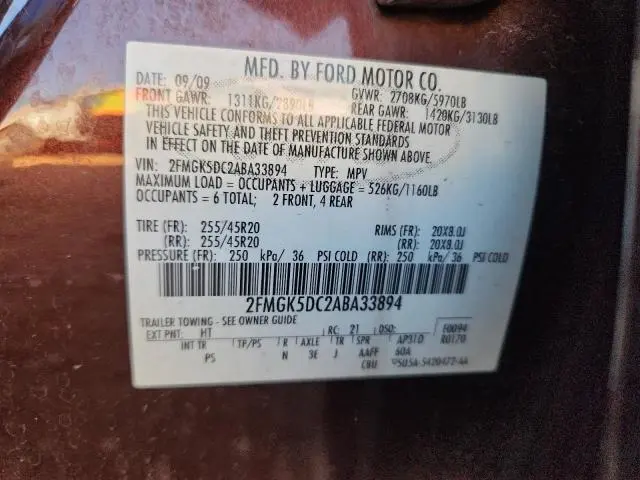 MFD. BY FORD MOTOR CO.
DATE: 09/09 GVWR: 2708KG/5970LB
FRONT GAWR: 1311KG/2890LB REAR GAWR: 1420KG/3130LB
THIS VEHICLE CONFORMS TO ALL APPLICABLE FEDERAL MOTOR
VEHICLE SAFETY AND THEFT PREVENTION STANDARDS
IN EFFECT ON THE DATE OF MANUFACTURE SHOWN ABOVE.
VIN: 2FMGK5DC2ABA33894 TYPE: MPV
MAXIMUM LOAD = OCCUPANTS + LUGGAGE = 526KG/1160LB
OCCUPANTS = 6 TOTAL; 2 FRONT, 4 REAR
TIRE (FR): 255/45R20 RIMS (FR): 20X8.0J
(RR): 255/45R20 (RR): 20X8.0J
PRESSURE (FR): 250 kPa/ 36 PSI COLD (RR): 250 kPa/ 36 PSI COLD
2FMGK5DC2ABA33894
TRAILER TOWING - SEE OWNER GUIDE
EXT PNT: HT RC: 21 DSO: F0094
INT TR TP/PS R AXLE TR SPR AP31D R0170
PS N 3E J AAFF 60A
CBU